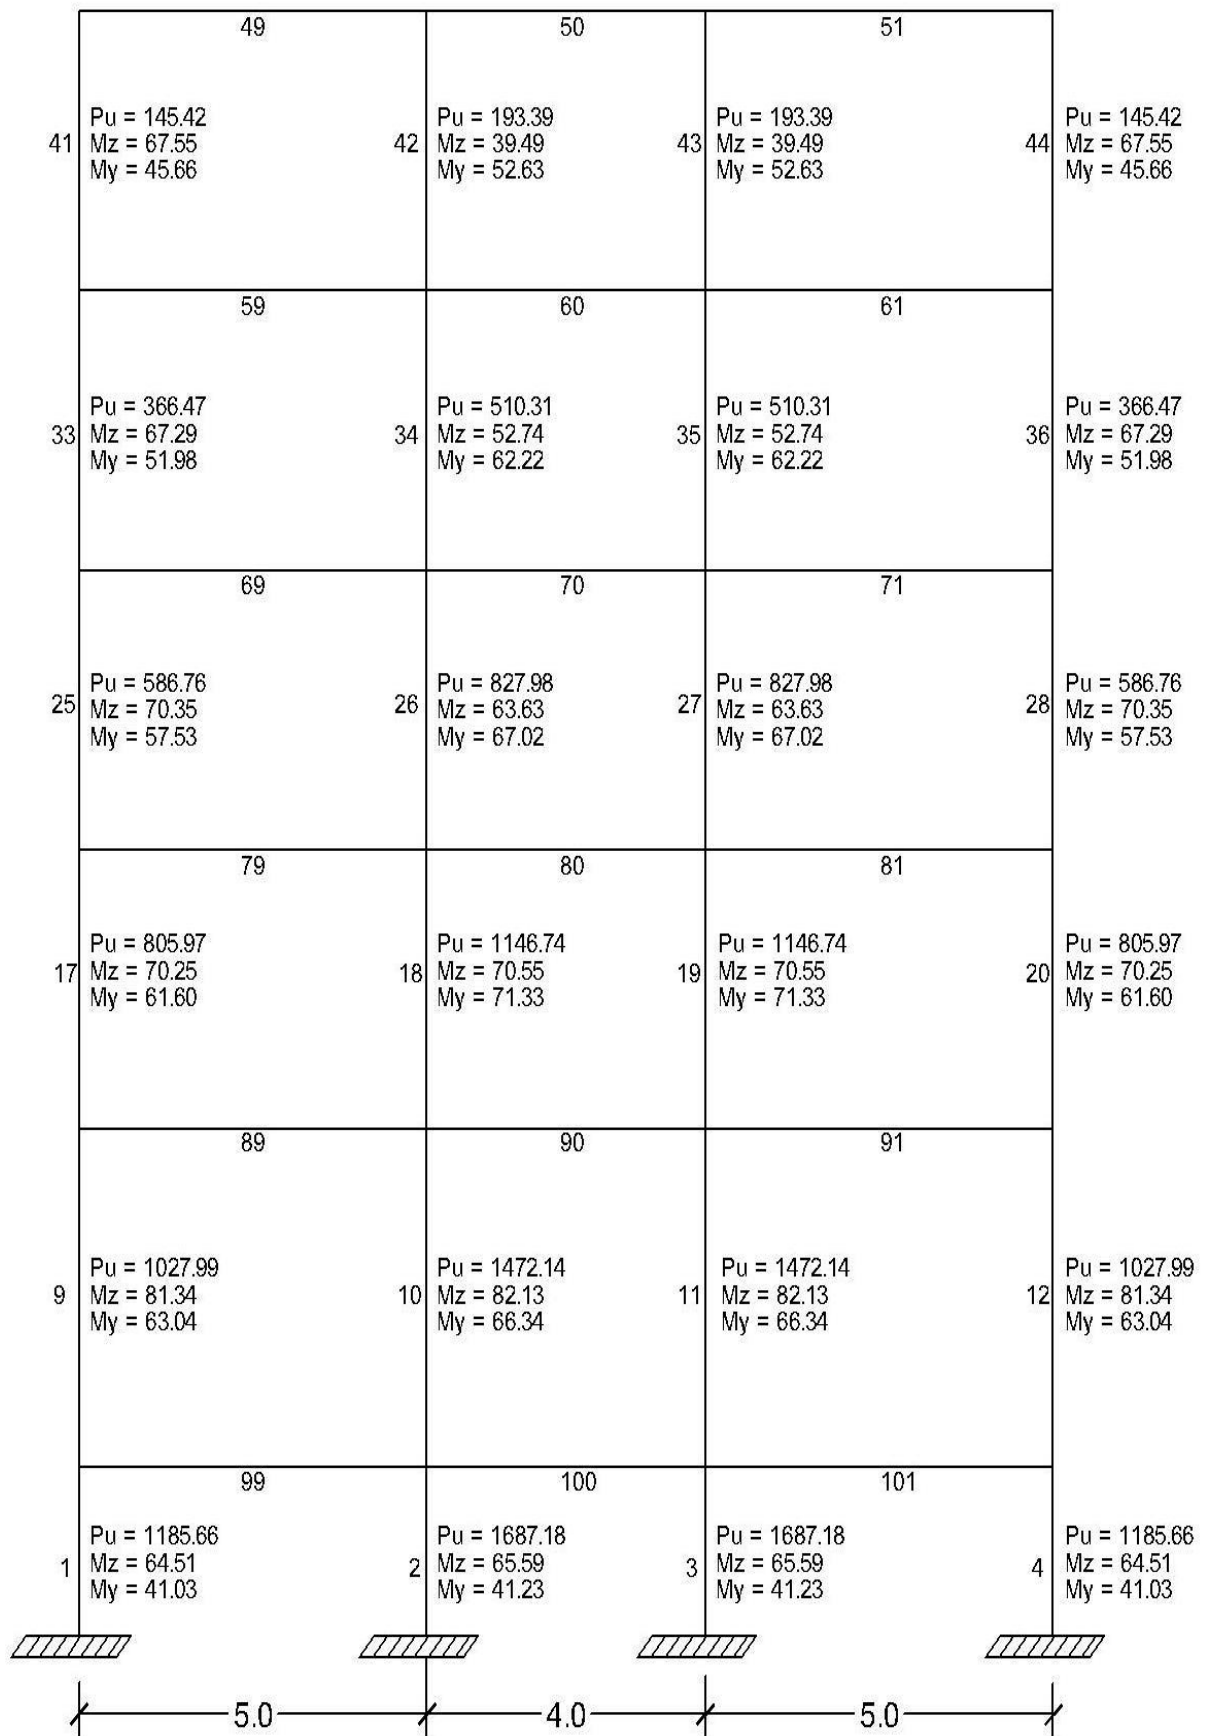 49 50 51
41 Pu = 145.42 42 Pu = 193.39 43 Pu = 193.39 44 Pu = 145.42
Mz = 67.55 Mz = 39.49 Mz = 39.49 Mz = 67.55
My = 45.66 My = 52.63 My = 52.63 My = 45.66
59 60 61
33 Pu = 366.47 34 Pu = 510.31 35 Pu = 510.31 36 Pu = 366.47
Mz = 67.29 Mz = 52.74 Mz = 52.74 Mz = 67.29
My = 51.98 My = 62.22 My = 62.22 My = 51.98
69 70 71
25 Pu = 586.76 26 Pu = 827.98 27 Pu = 827.98 28 Pu = 586.76
Mz = 70.35 Mz = 63.63 Mz = 63.63 Mz = 70.35
My = 57.53 My = 67.02 My = 67.02 My = 57.53
79 80 81
17 Pu = 805.97 18 Pu = 1146.74 19 Pu = 1146.74 20 Pu = 805.97
Mz = 70.25 Mz = 70.55 Mz = 70.55 Mz = 70.25
My = 61.60 My = 71.33 My = 71.33 My = 61.60
89 90 91
9 Pu = 1027.99 10 Pu = 1472.14 11 Pu = 1472.14 12 Pu = 1027.99
Mz = 81.34 Mz = 82.13 Mz = 82.13 Mz = 81.34
My = 63.04 My = 66.34 My = 66.34 My = 63.04
99 100 101
1 Pu = 1185.66 2 Pu = 1687.18 3 Pu = 1687.18 4 Pu = 1185.66
Mz = 64.51 Mz = 65.59 Mz = 65.59 Mz = 64.51
My = 41.03 My = 41.23 My = 41.23 My = 41.03
5.0 4.0 5.0